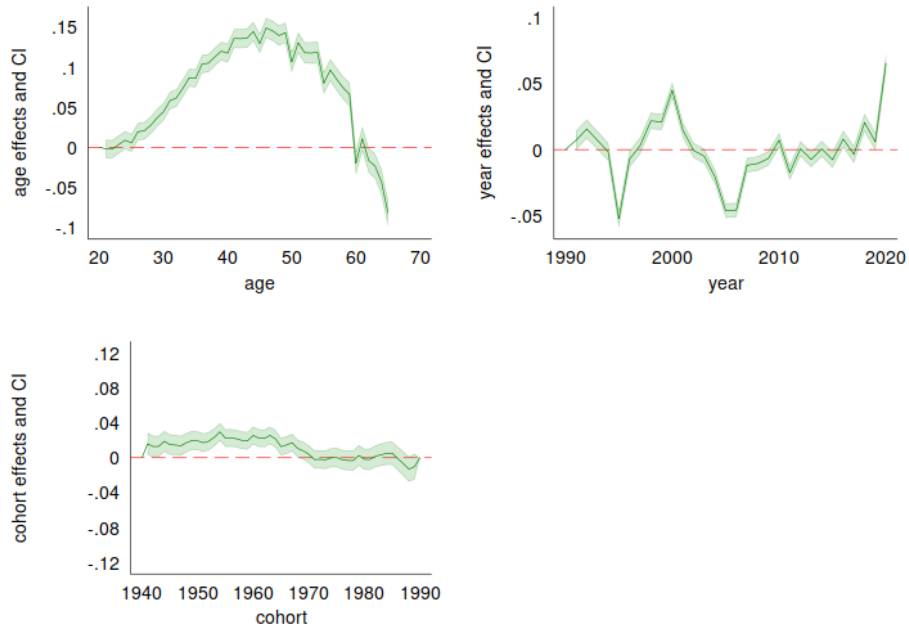 age effects and CI
.15
.1
.05
0
-.05
-.1
20 30 40 50 60 70
age
year effects and CI
.1
.05
0
-.05
1990 2000 2010 2020
year
cohort effects and CI
.12
.08
.04
0
-.04
-.08
-.12
1940 1950 1960 1970 1980 1990
cohort